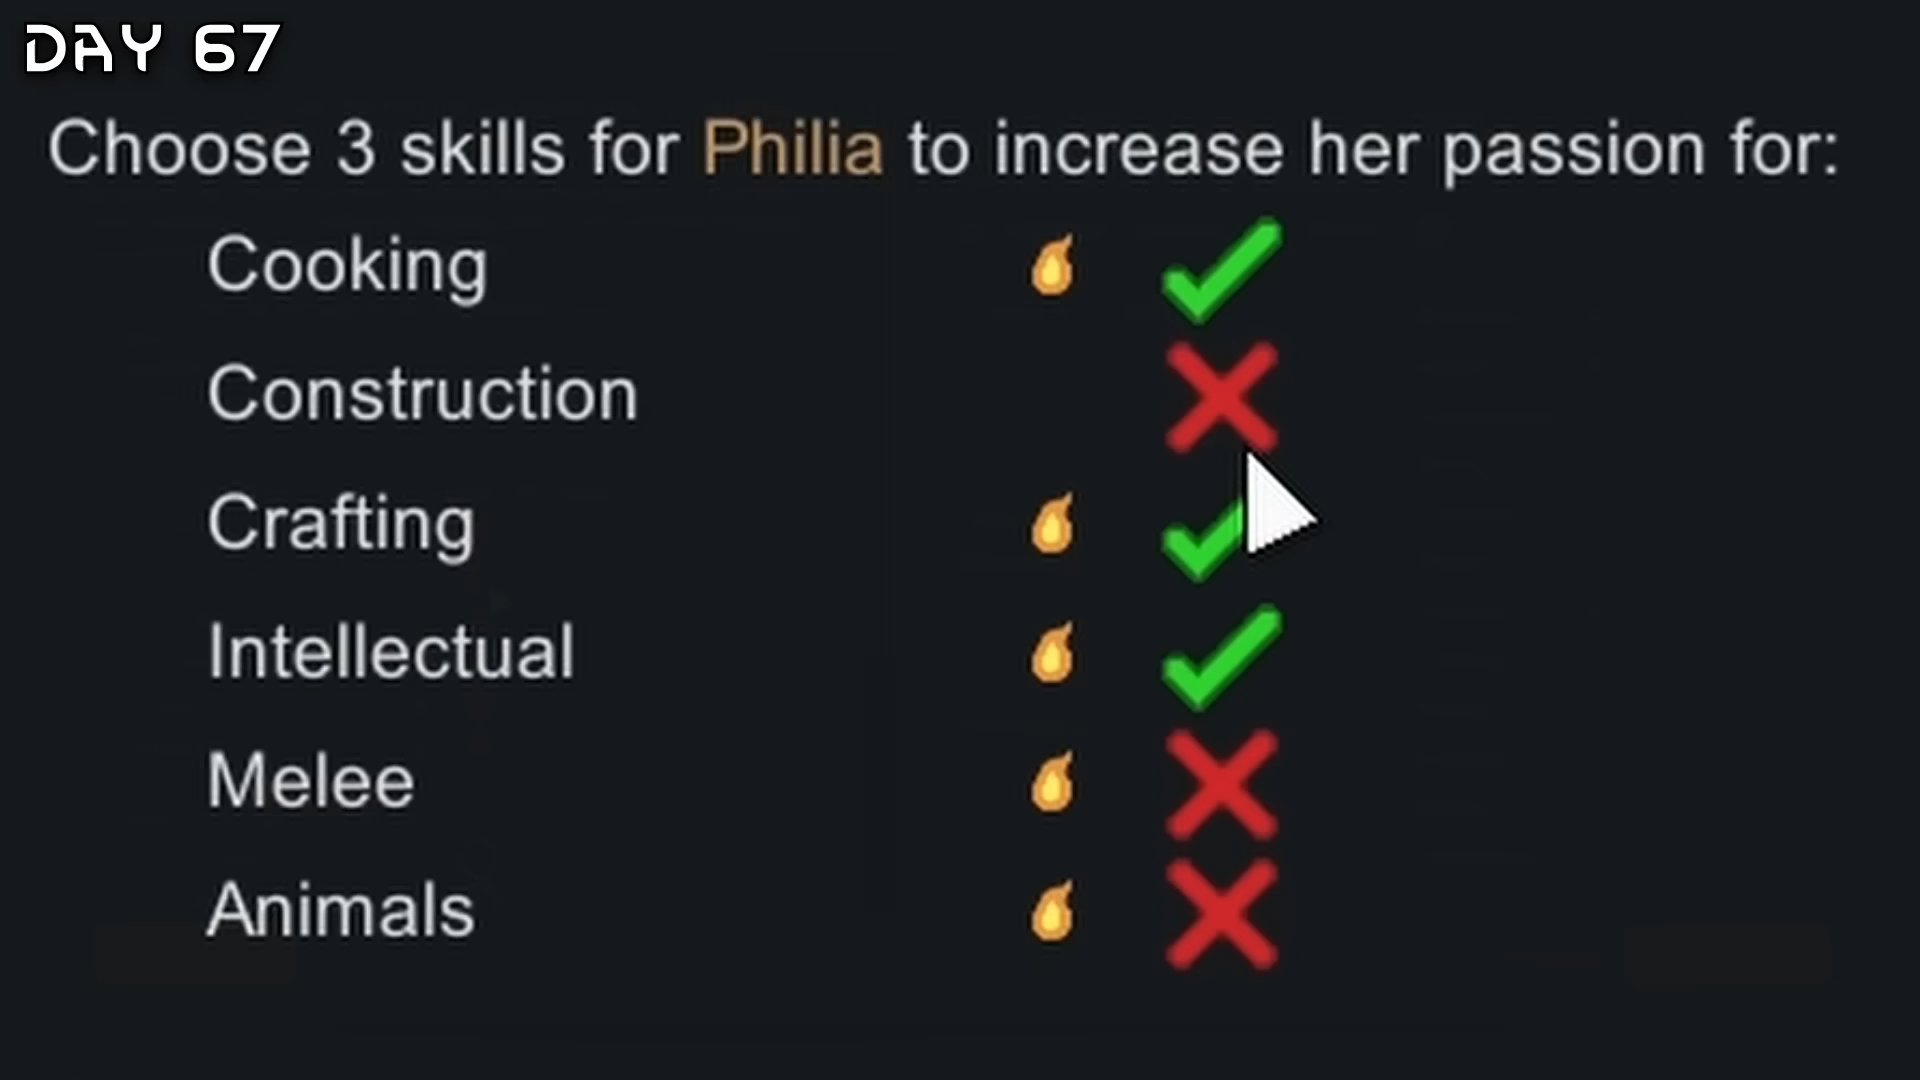 DAY 67
Choose 3 skills for Philia to increase her passion for:
Cooking
Construction
Crafting
Intellectual
Melee
Animals